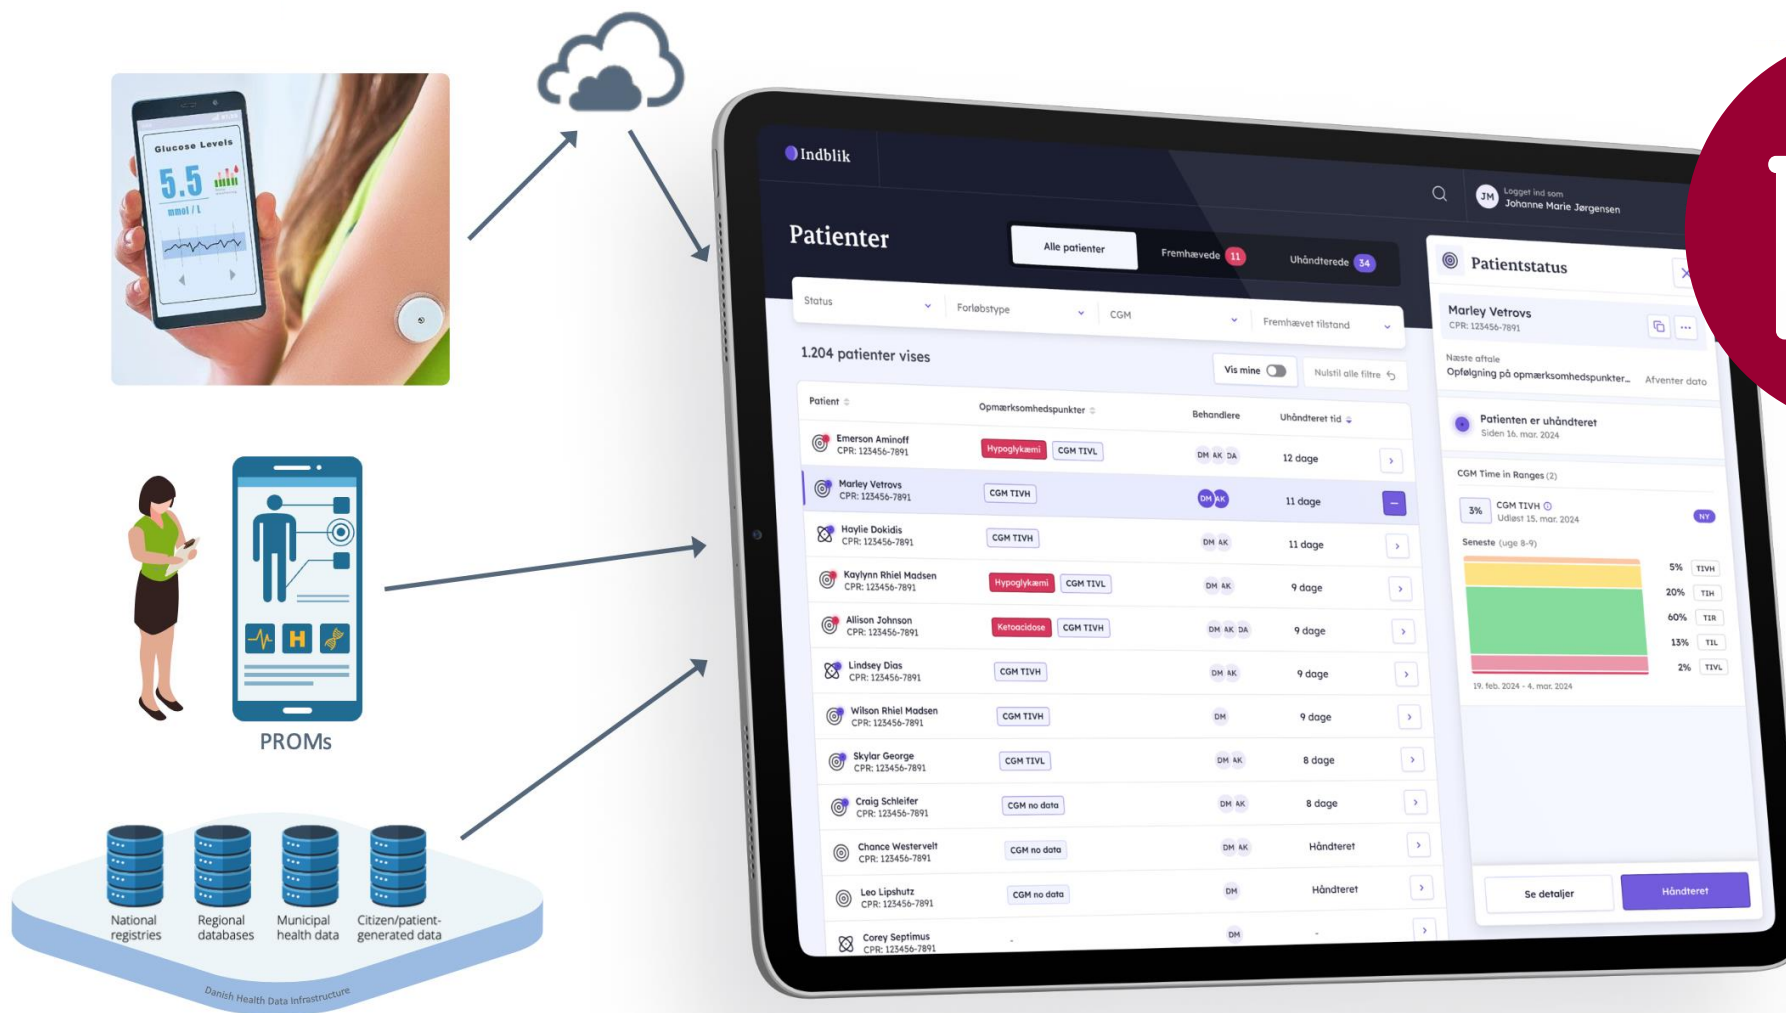 Glucose Levels
5.5
mmol / L
PROMs
National
registries
Regional
databases
Municipal
health data
Citizen/patient-
generated data
Danish Health Data Infrastructure
Indblik
Logget ind som
JM Johanne Marie Jørgensen
Patienter
Alle patienter Fremhævede 11 Uhåndterede 34
Status Forløbstype CGM Fremhævet tilstand
1.204 patienter vises
Vis mine Nulstil alle filtre
Patient Opmærksomhedspunkter Behandlere Uhåndteret tid
Emerson Aminoff
CPR: 123456-7891
Hypoglykæmi CGM TIVL DM AK DA 12 dage
Marley Vetrovs
CPR: 123456-7891
CGM TIVH DM AK 11 dage
Haylie Dokidis
CPR: 123456-7891
CGM TIVH DM AK 11 dage
Kaylynn Rhiel Madsen
CPR: 123456-7891
Hypoglykæmi CGM TIVL DM AK 9 dage
Allison Johnson
CPR: 123456-7891
Ketoacidose CGM TIVH DM AK DA 9 dage
Lindsey Dias
CPR: 123456-7891
CGM TIVH DM AK 9 dage
Wilson Rhiel Madsen
CPR: 123456-7891
CGM TIVH DM 9 dage
Skylar George
CPR: 123456-7891
CGM TIVL DM AK 8 dage
Craig Schleifer
CPR: 123456-7891
CGM no data DM AK 8 dage
Chance Westervelt
CPR: 123456-7891
CGM no data DM AK Håndteret
Leo Lipshutz
CPR: 123456-7891
CGM no data DM Håndteret
Corey Septimus
CPR: 123456-7891
- DM -
Patientstatus
Marley Vetrovs
CPR: 123456-7891
Næste aftale
Opfølgning på opmærksomhedspunkter... Afventer dato
Patienten er uhåndteret
Siden 16. mar. 2024
CGM Time in Ranges (2)
3% CGM TIVH
Udløst 15. mar. 2024
NY
Seneste (uge 8-9)
5% TIVH
20% TIH
60% TIR
13% TIL
2% TIVL
19. feb. 2024 - 4. mar. 2024
Se detaljer Håndteret
H